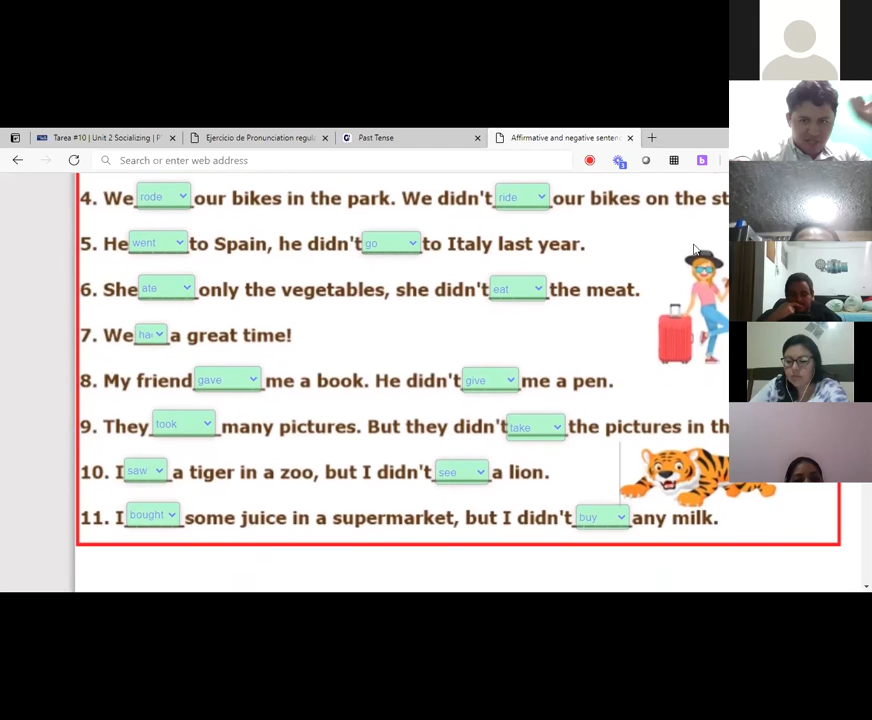 Tarea #10 | Unit 2 Socializing | P
Ejercicio de Pronunciation regula
Past Tense
Affirmative and negative senten
Search or enter web address
3
b
4. We rode our bikes in the park. We didn't ride our bikes on the st
5. He went to Spain, he didn't go to Italy last year.
6. She ate only the vegetables, she didn't eat the meat.
7. We ha a great time!
8. My friend gave me a book. He didn't give me a pen.
9. They took many pictures. But they didn't take the pictures in th
10. I saw a tiger in a zoo, but I didn't see a lion.
11. I bought some juice in a supermarket, but I didn't buy any milk.